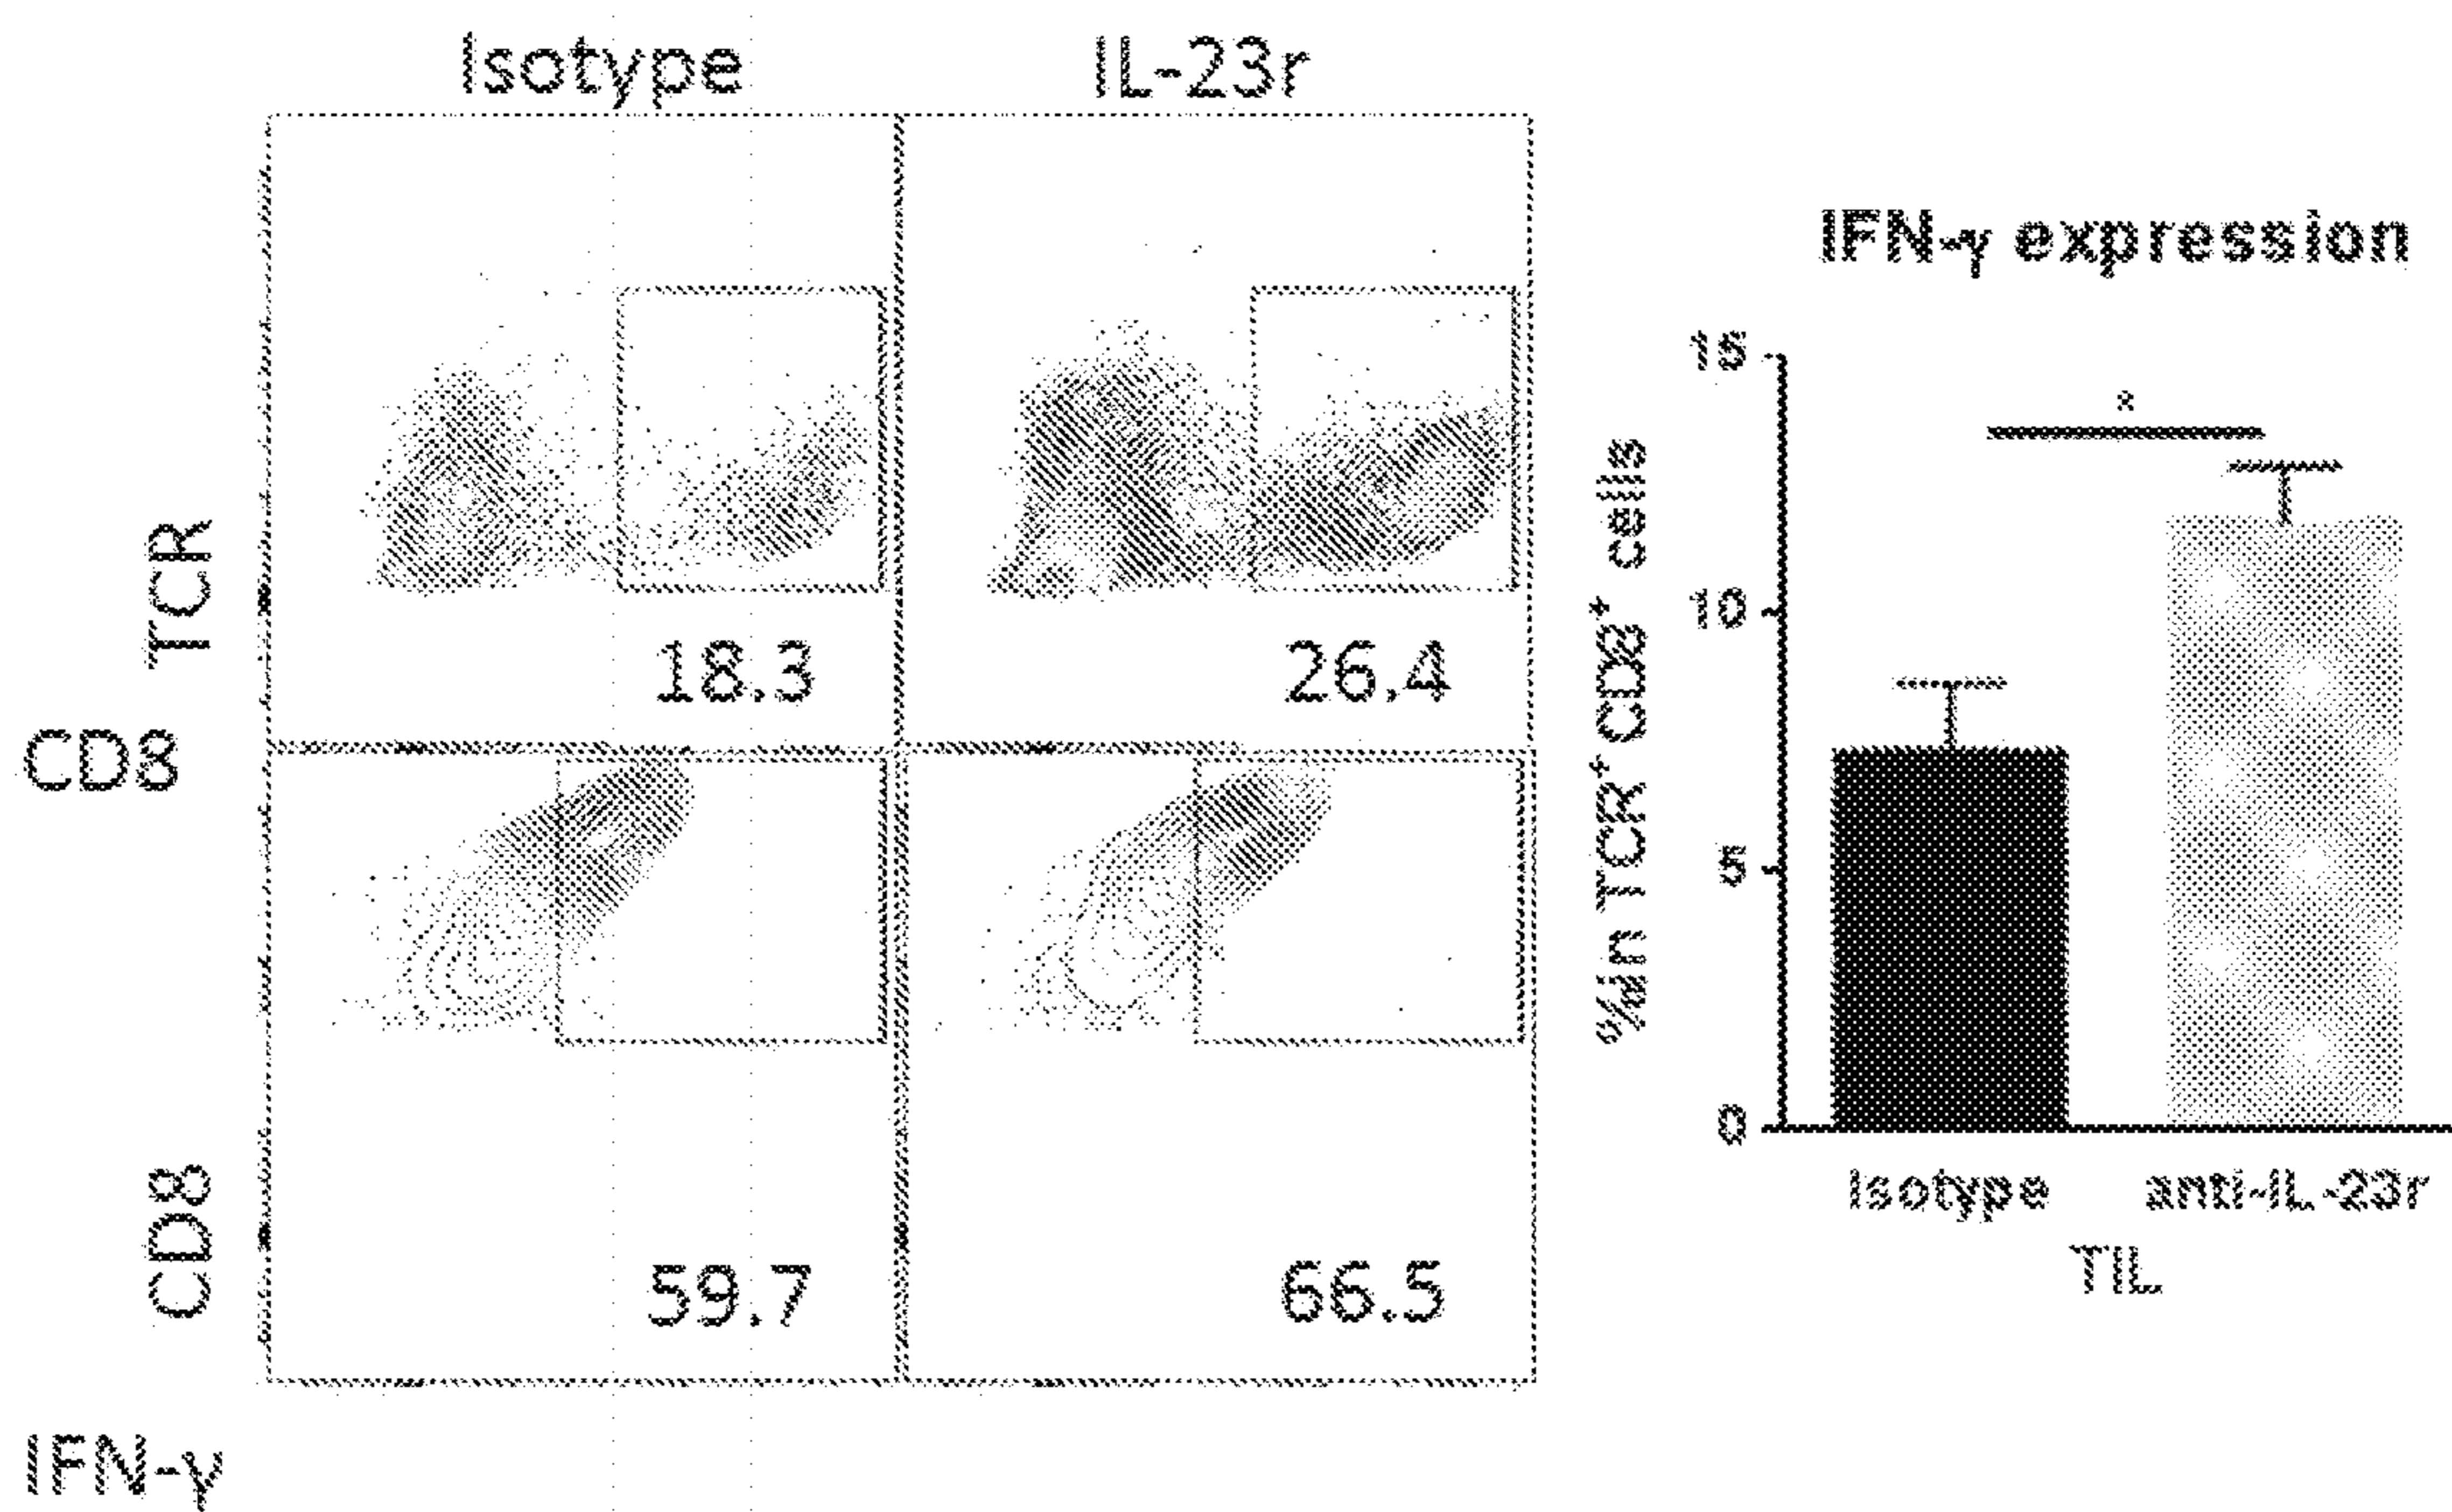 Isotype IL-23r
TCR
18.3 26.4
CD8
CD8
59.7 66.5
IFN-γ
IFN-γ expression
*
%in TCR⁺CD8⁺ cells
15
10
5
0
Isotype anti-IL-23r
TIL